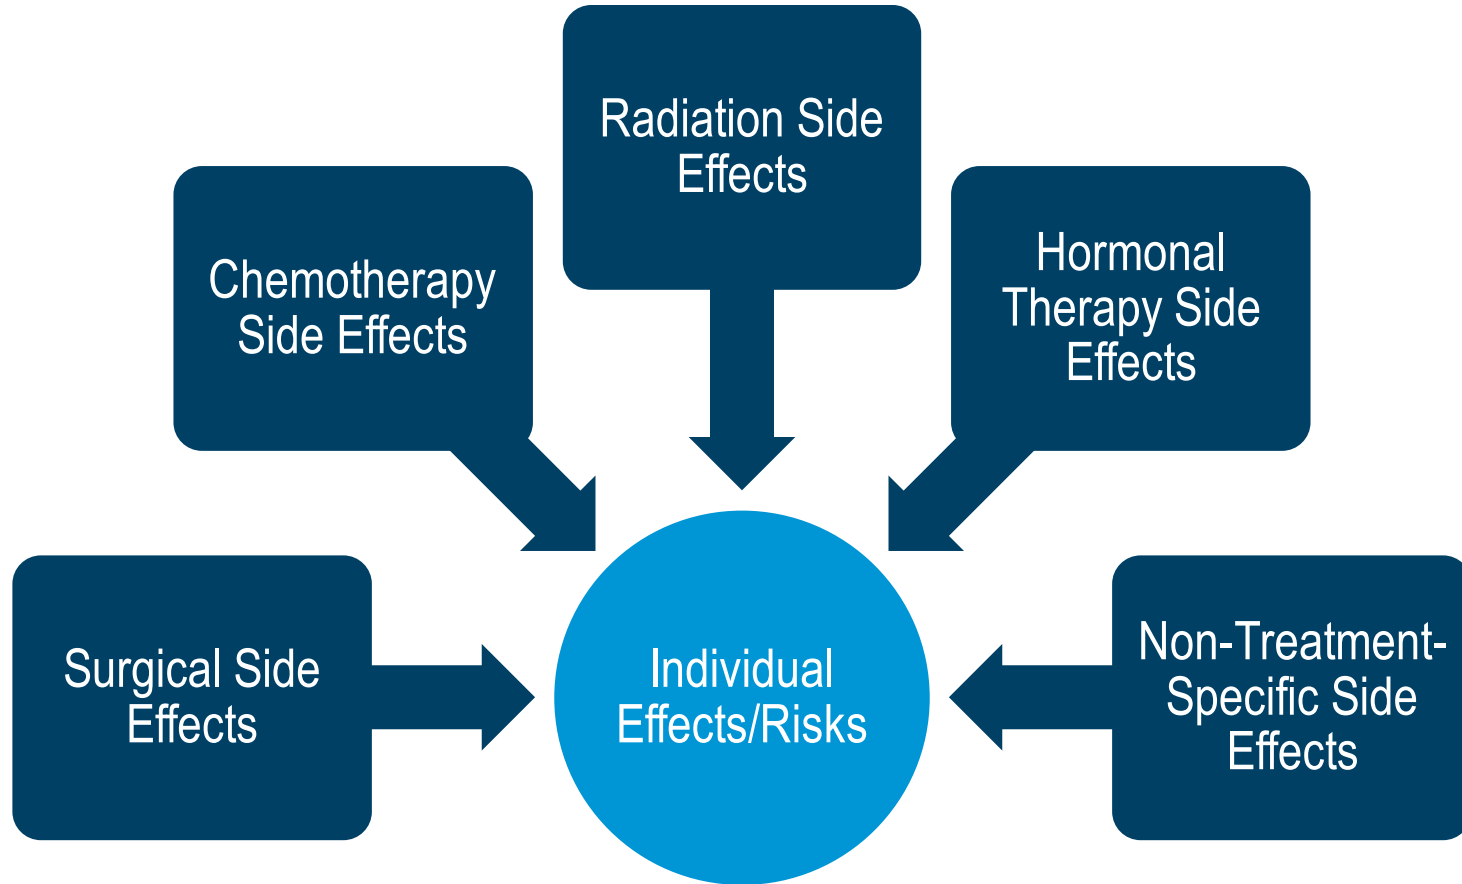 Radiation Side
Effects
Chemotherapy
Side Effects
Hormonal
Therapy Side
Effects
Surgical Side
Effects
Individual
Effects/Risks
Non-Treatment-
Specific Side
Effects